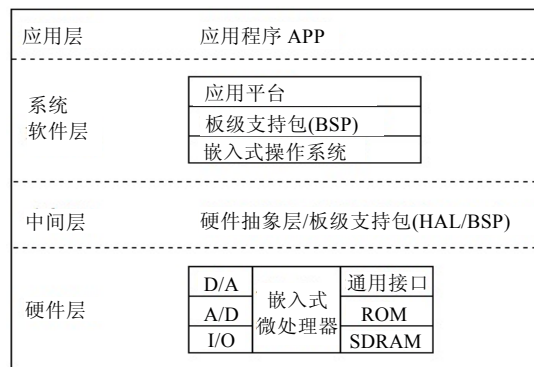 应用层 应用程序 APP
应用平台
系统
板级支持包(BSP)
软件层
嵌入式操作系统
中间层 硬件抽象层/板级支持包(HAL/BSP)
D/A 通用接口
嵌入式
硬件层 A/D ROM
微处理器
I/O SDRAM